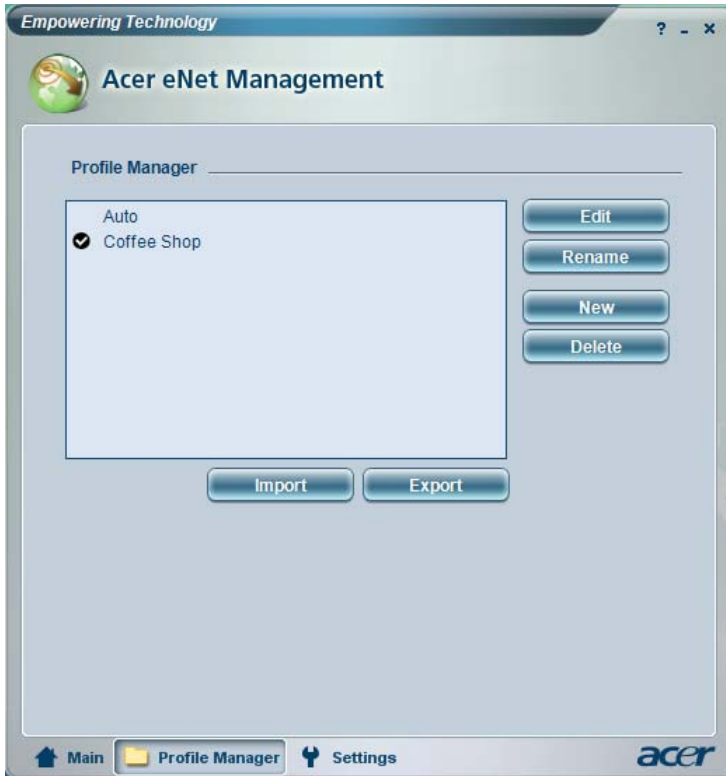 Empowering Technology
? - ×
Acer eNet Management
Profile Manager
Auto
Coffee Shop
Edit
Rename
New
Delete
Import
Export
Main
Profile Manager
Settings
acer